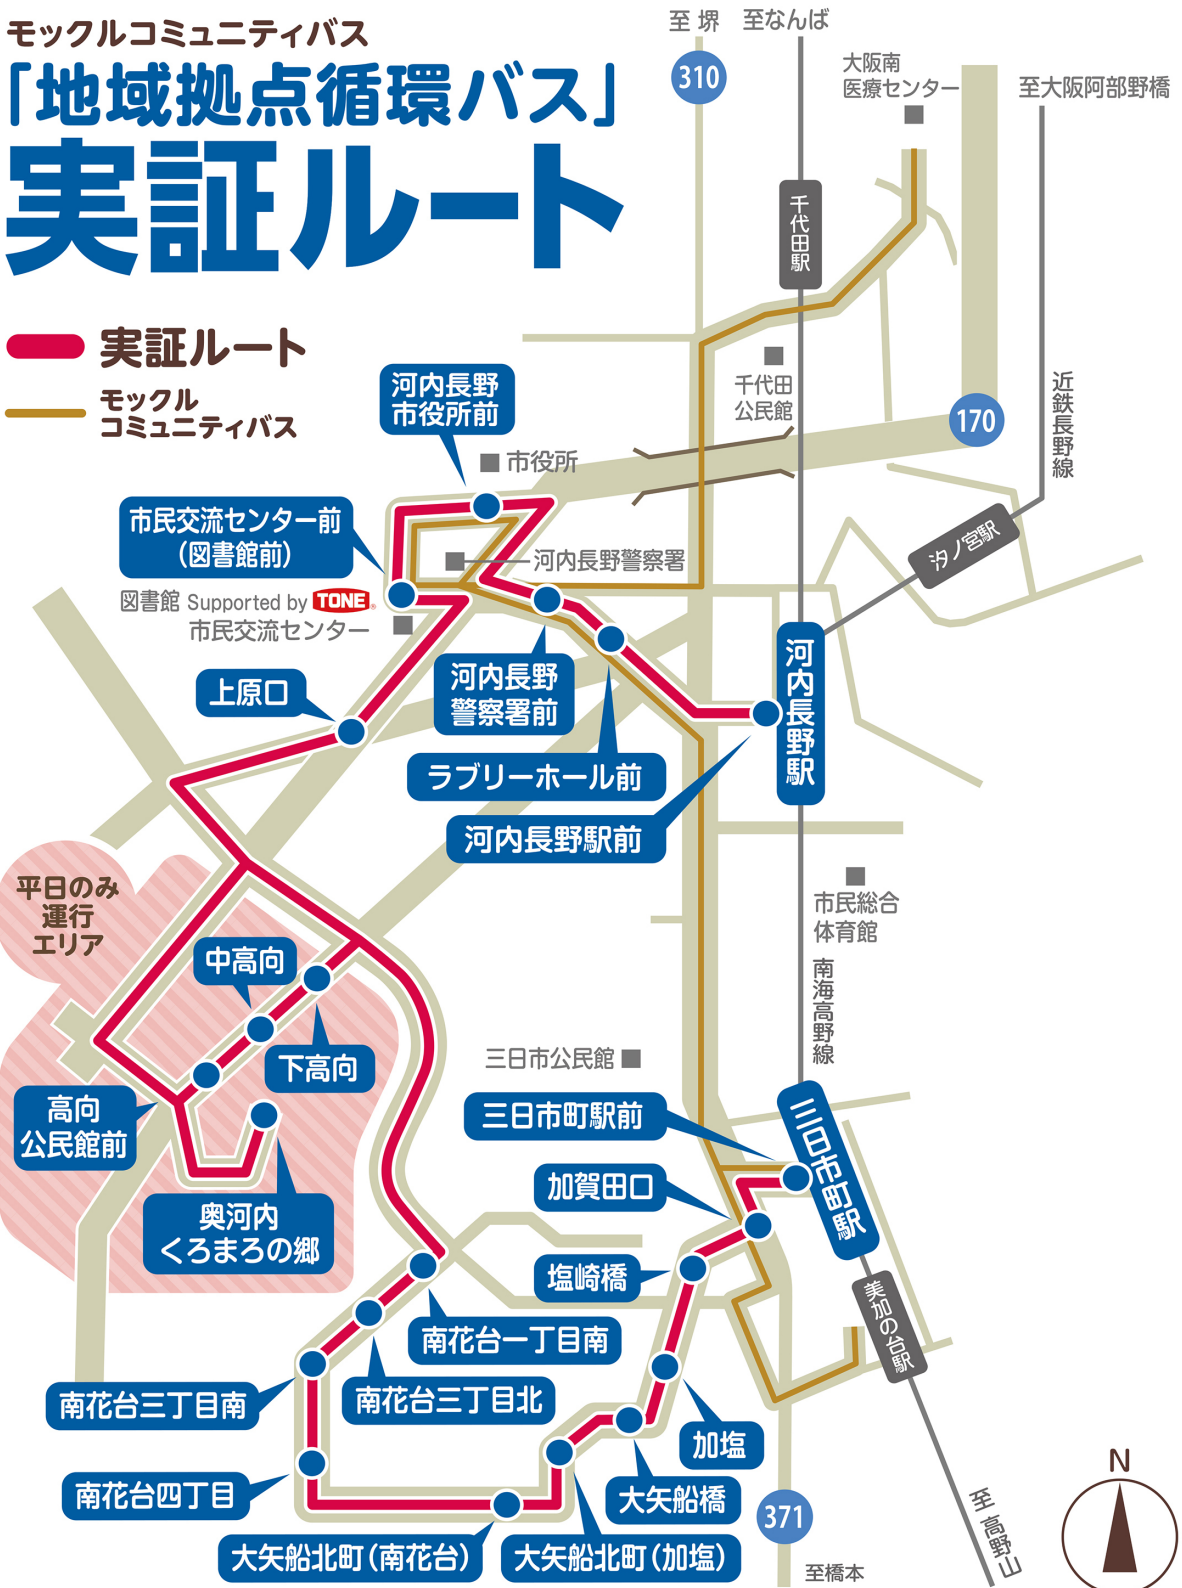 モックルコミュニティバス
「地域拠点循環バス」
実証ルート
実証ルート
モックル
コミュニティバス
至 堺
至なんば
310
大阪南
医療センター
至大阪阿部野橋
千代田駅
千代田
公民館
170
近鉄長野線
河内長野
市役所前
市役所
市民交流センター前
(図書館前)
河内長野警察署
汐ノ宮駅
図書館 Supported by TONE
市民交流センター
上原口
河内長野
警察署前
河内長野駅
ラブリーホール前
河内長野駅前
市民総合
体育館
平日のみ
運行
エリア
中高向
南海高野線
下高向
三日市公民館
高向
公民館前
三日市町駅前
三日市町駅
加賀田口
奥河内
くろまろの郷
塩崎橋
美加の台駅
南花台一丁目南
南花台三丁目北
南花台三丁目南
加塩
南花台四丁目
大矢船橋
371
大矢船北町(南花台)
大矢船北町(加塩)
至橋本
至 高野山
N